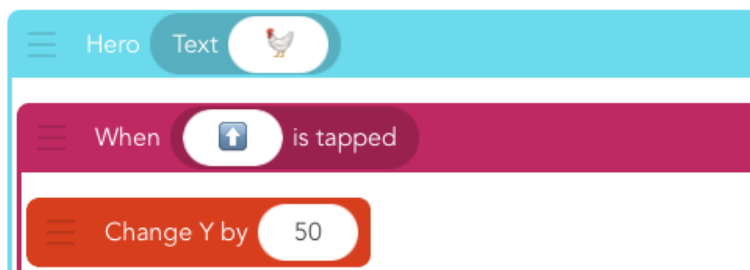 Hero Text 🐓
When ⬆️ is tapped
Change Y by 50